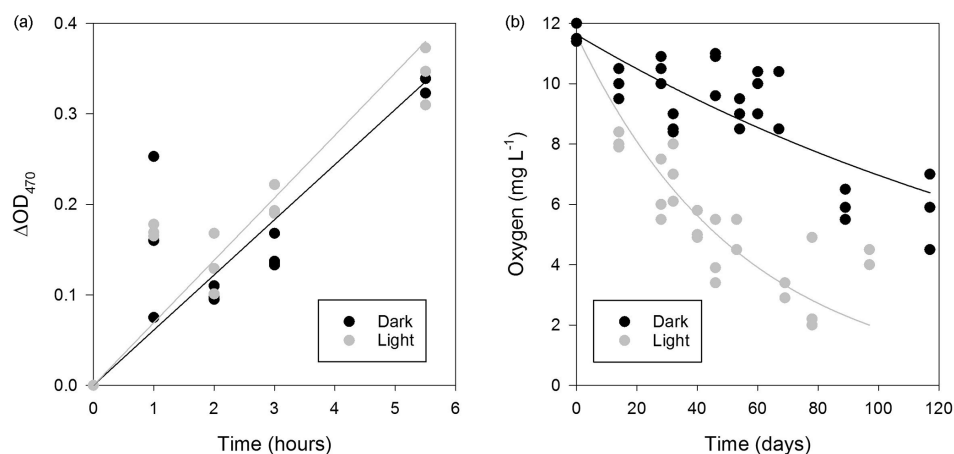 (a)
0.4
0.3
0.2
0.1
0.0
ΔOD₄₇₀
Dark
Light
0 1 2 3 4 5 6
Time (hours)
(b)
12
10
8
6
4
2
0
Oxygen (mg L⁻¹)
Dark
Light
0 20 40 60 80 100 120
Time (days)